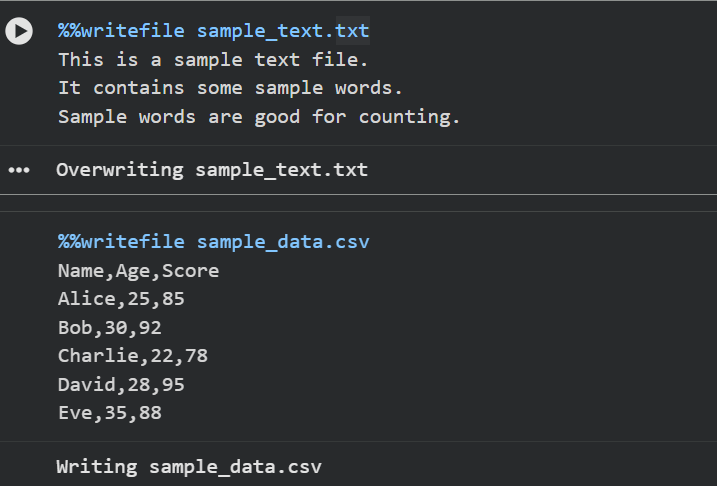 %%writefile sample_text.txt
This is a sample text file.
It contains some sample words.
Sample words are good for counting.
Overwriting sample_text.txt
%%writefile sample_data.csv
Name,Age,Score
Alice,25,85
Bob,30,92
Charlie,22,78
David,28,95
Eve,35,88
Writing sample_data.csv